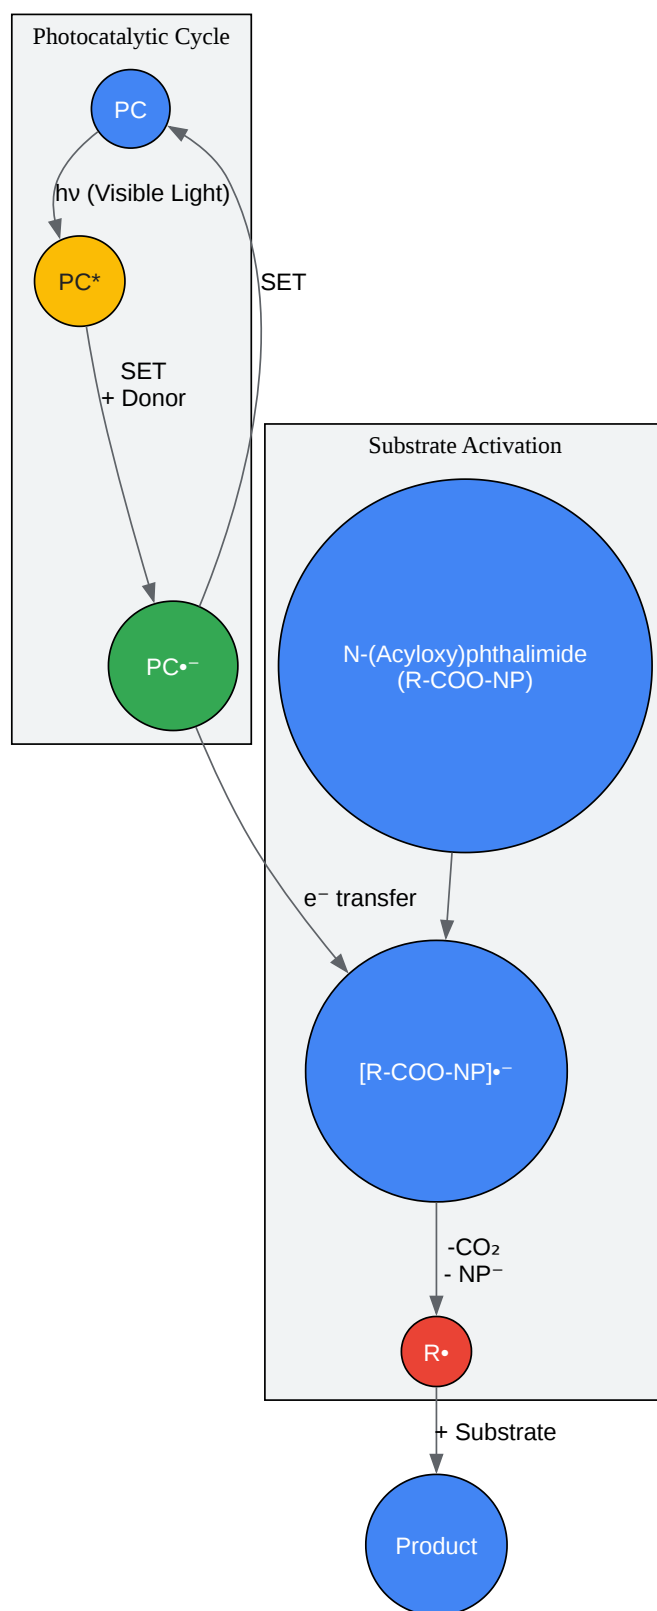 Photocatalytic Cycle
PC
hν (Visible Light)
PC*
SET
SET
+ Donor
Substrate Activation
PC•⁻
N-(Acyloxy)phthalimide
(R-COO-NP)
e⁻ transfer
[R-COO-NP]•⁻
-CO₂
- NP⁻
R•
+ Substrate
Product